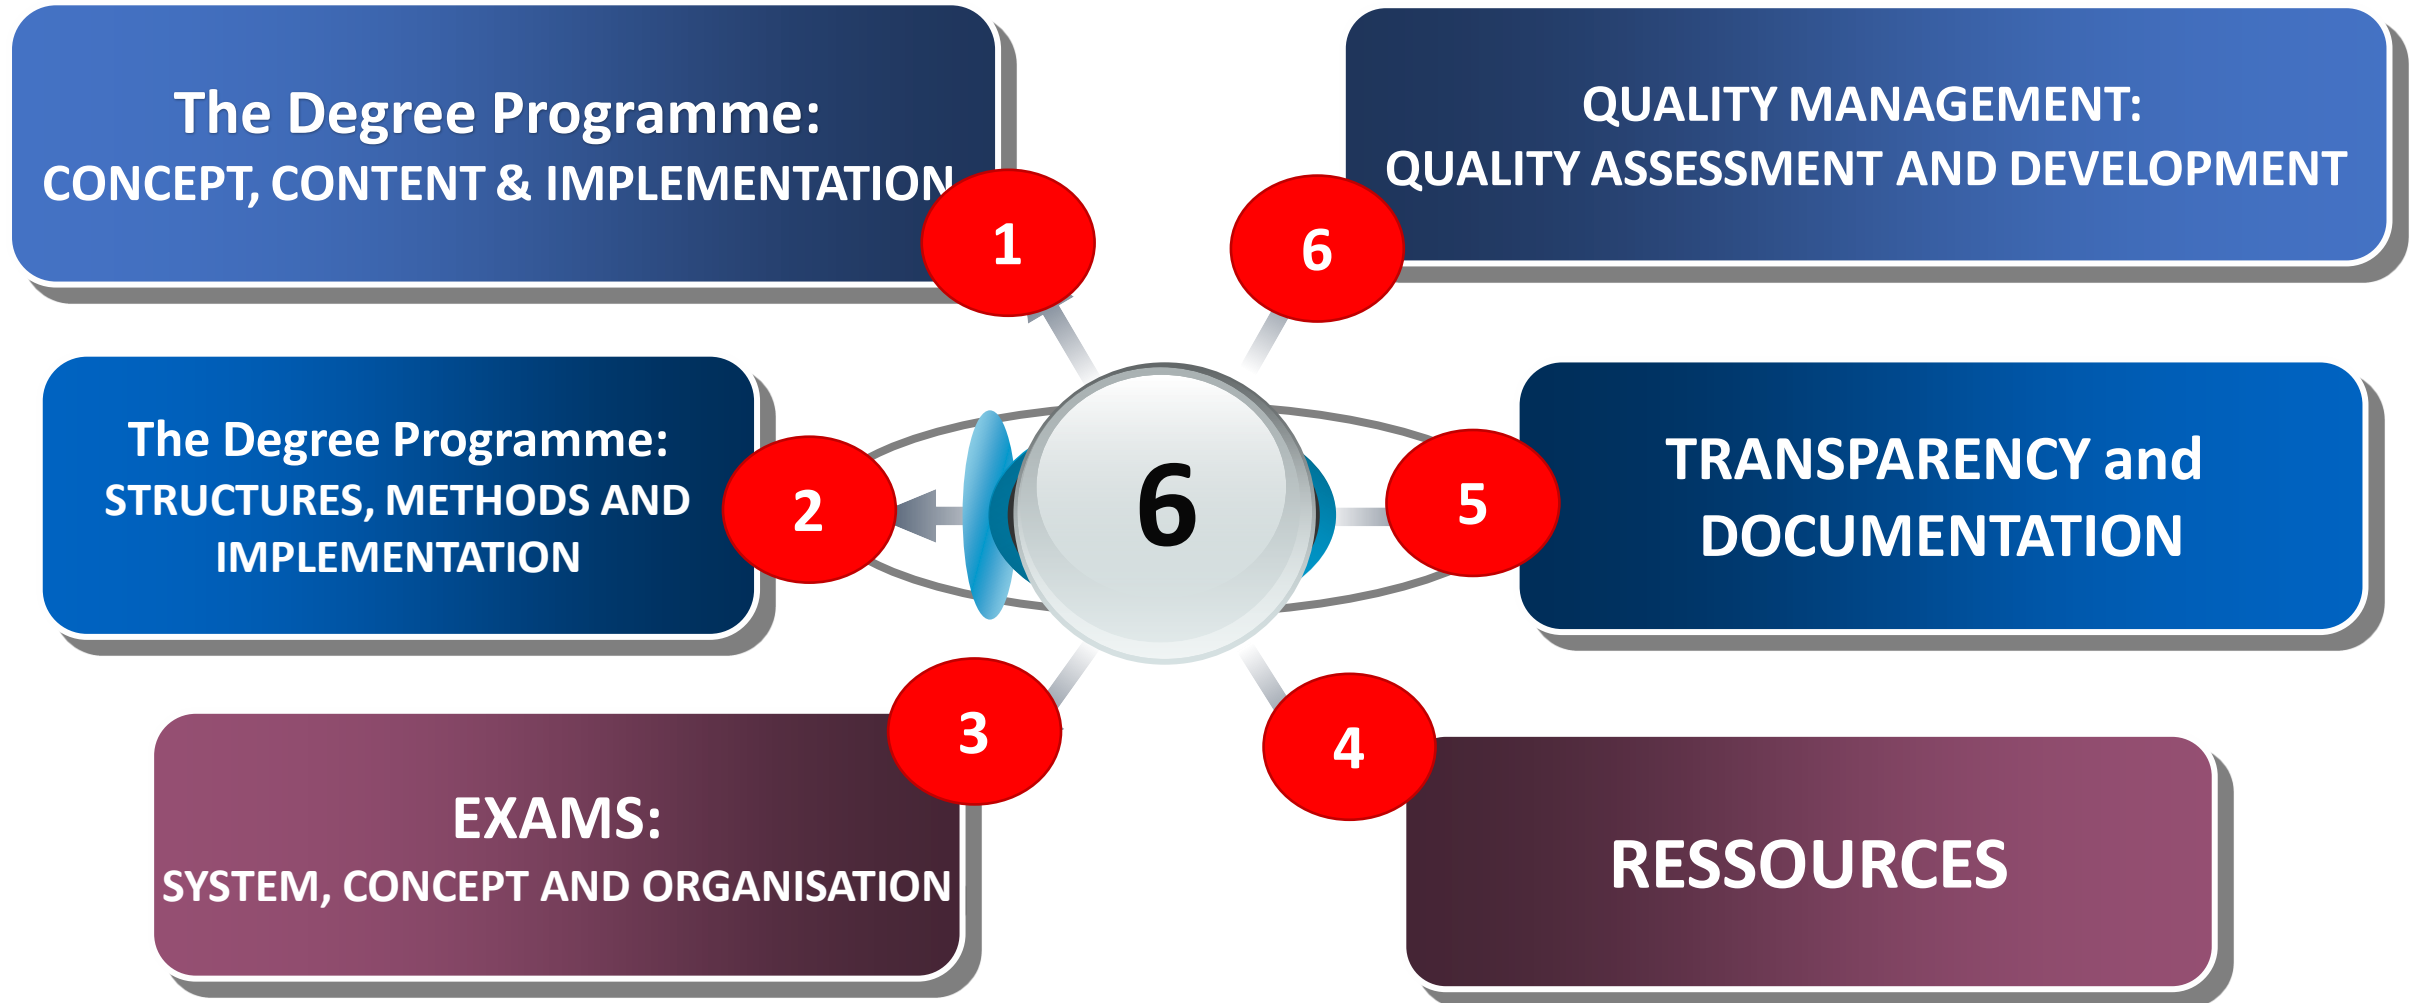 The Degree Programme:
CONCEPT, CONTENT & IMPLEMENTATION
1
The Degree Programme:
STRUCTURES, METHODS AND
IMPLEMENTATION
2
EXAMS:
SYSTEM, CONCEPT AND ORGANISATION
3
6
RESSOURCES
4
TRANSPARENCY and
DOCUMENTATION
5
QUALITY MANAGEMENT:
QUALITY ASSESSMENT AND DEVELOPMENT
6